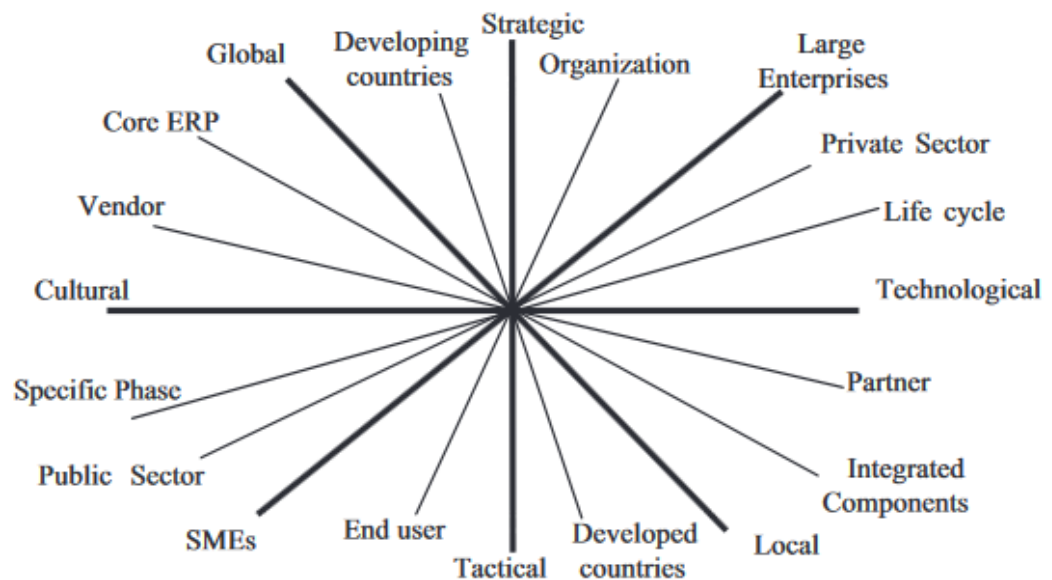 Strategic
Global
Developing
countries
Organization
Large
Enterprises
Core ERP
Private Sector
Vendor
Life cycle
Cultural
Technological
Specific Phase
Partner
Public Sector
Integrated
Components
SMEs
End user
Developed
countries
Local
Tactical